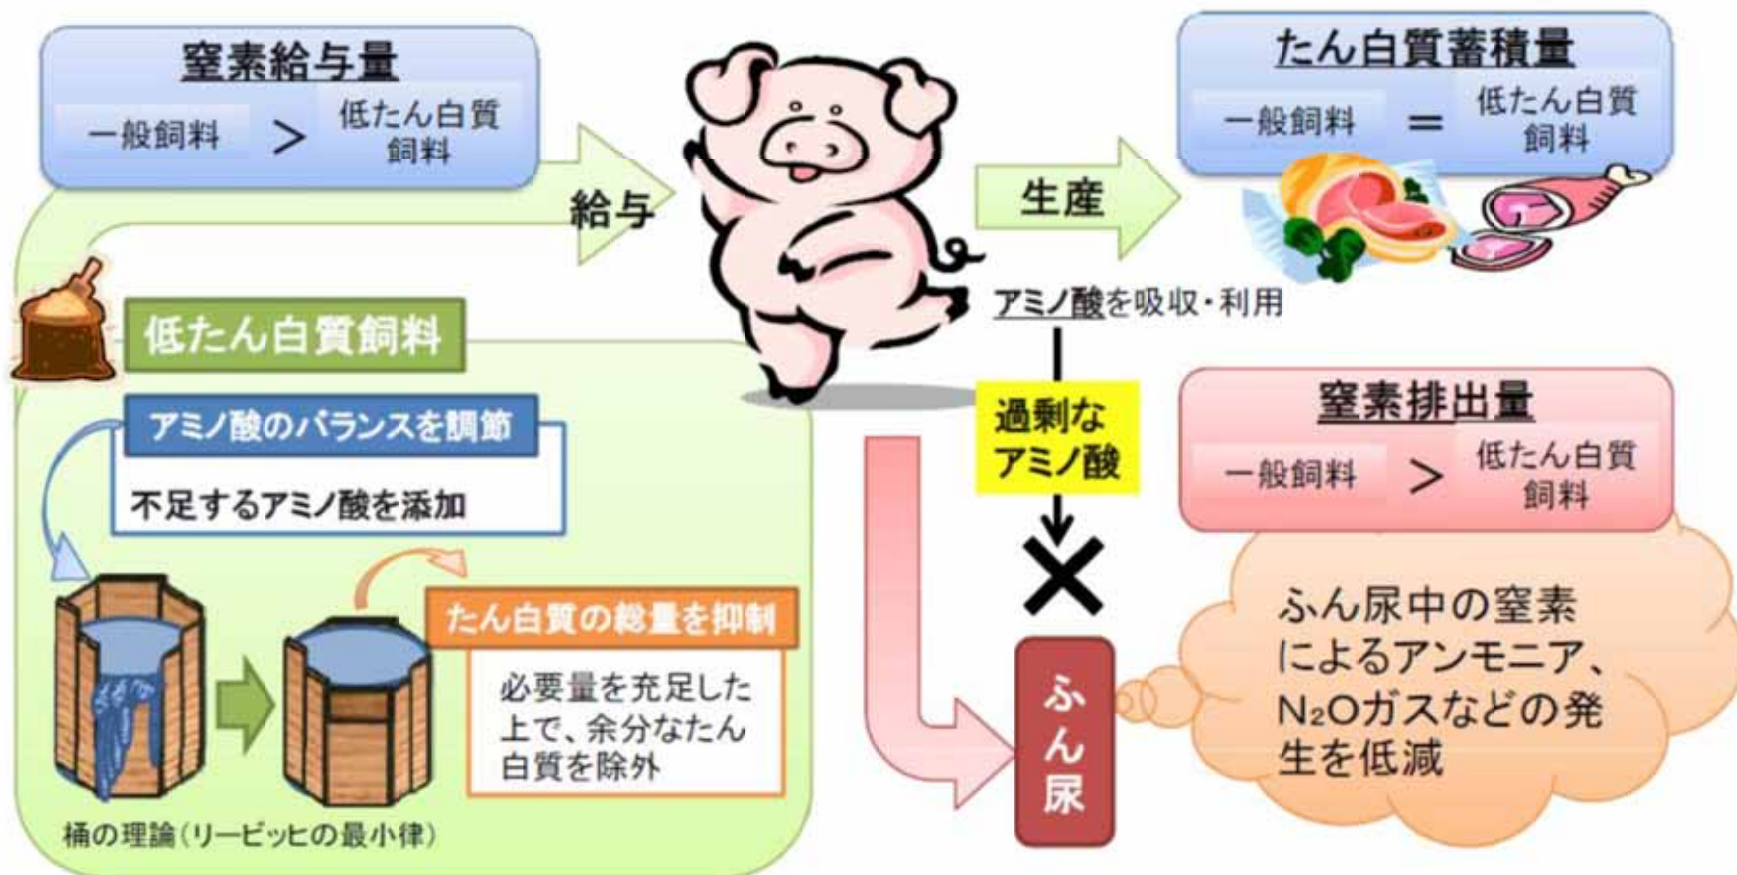 窒素給与量
一般飼料 > 低たん白質
飼料
給与
生産
たん白質蓄積量
一般飼料 = 低たん白質
飼料
アミノ酸を吸収・利用
過剰な
アミノ酸
低たん白質飼料
アミノ酸のバランスを調節
不足するアミノ酸を添加
たん白質の総量を抑制
必要量を充足した
上で、余分なたん
白質を除外
桶の理論(リービッヒの最小律)
窒素排出量
一般飼料 > 低たん白質
飼料
ふん尿
ふん尿中の窒素
によるアンモニア、
N₂Oガスなどの発
生を低減